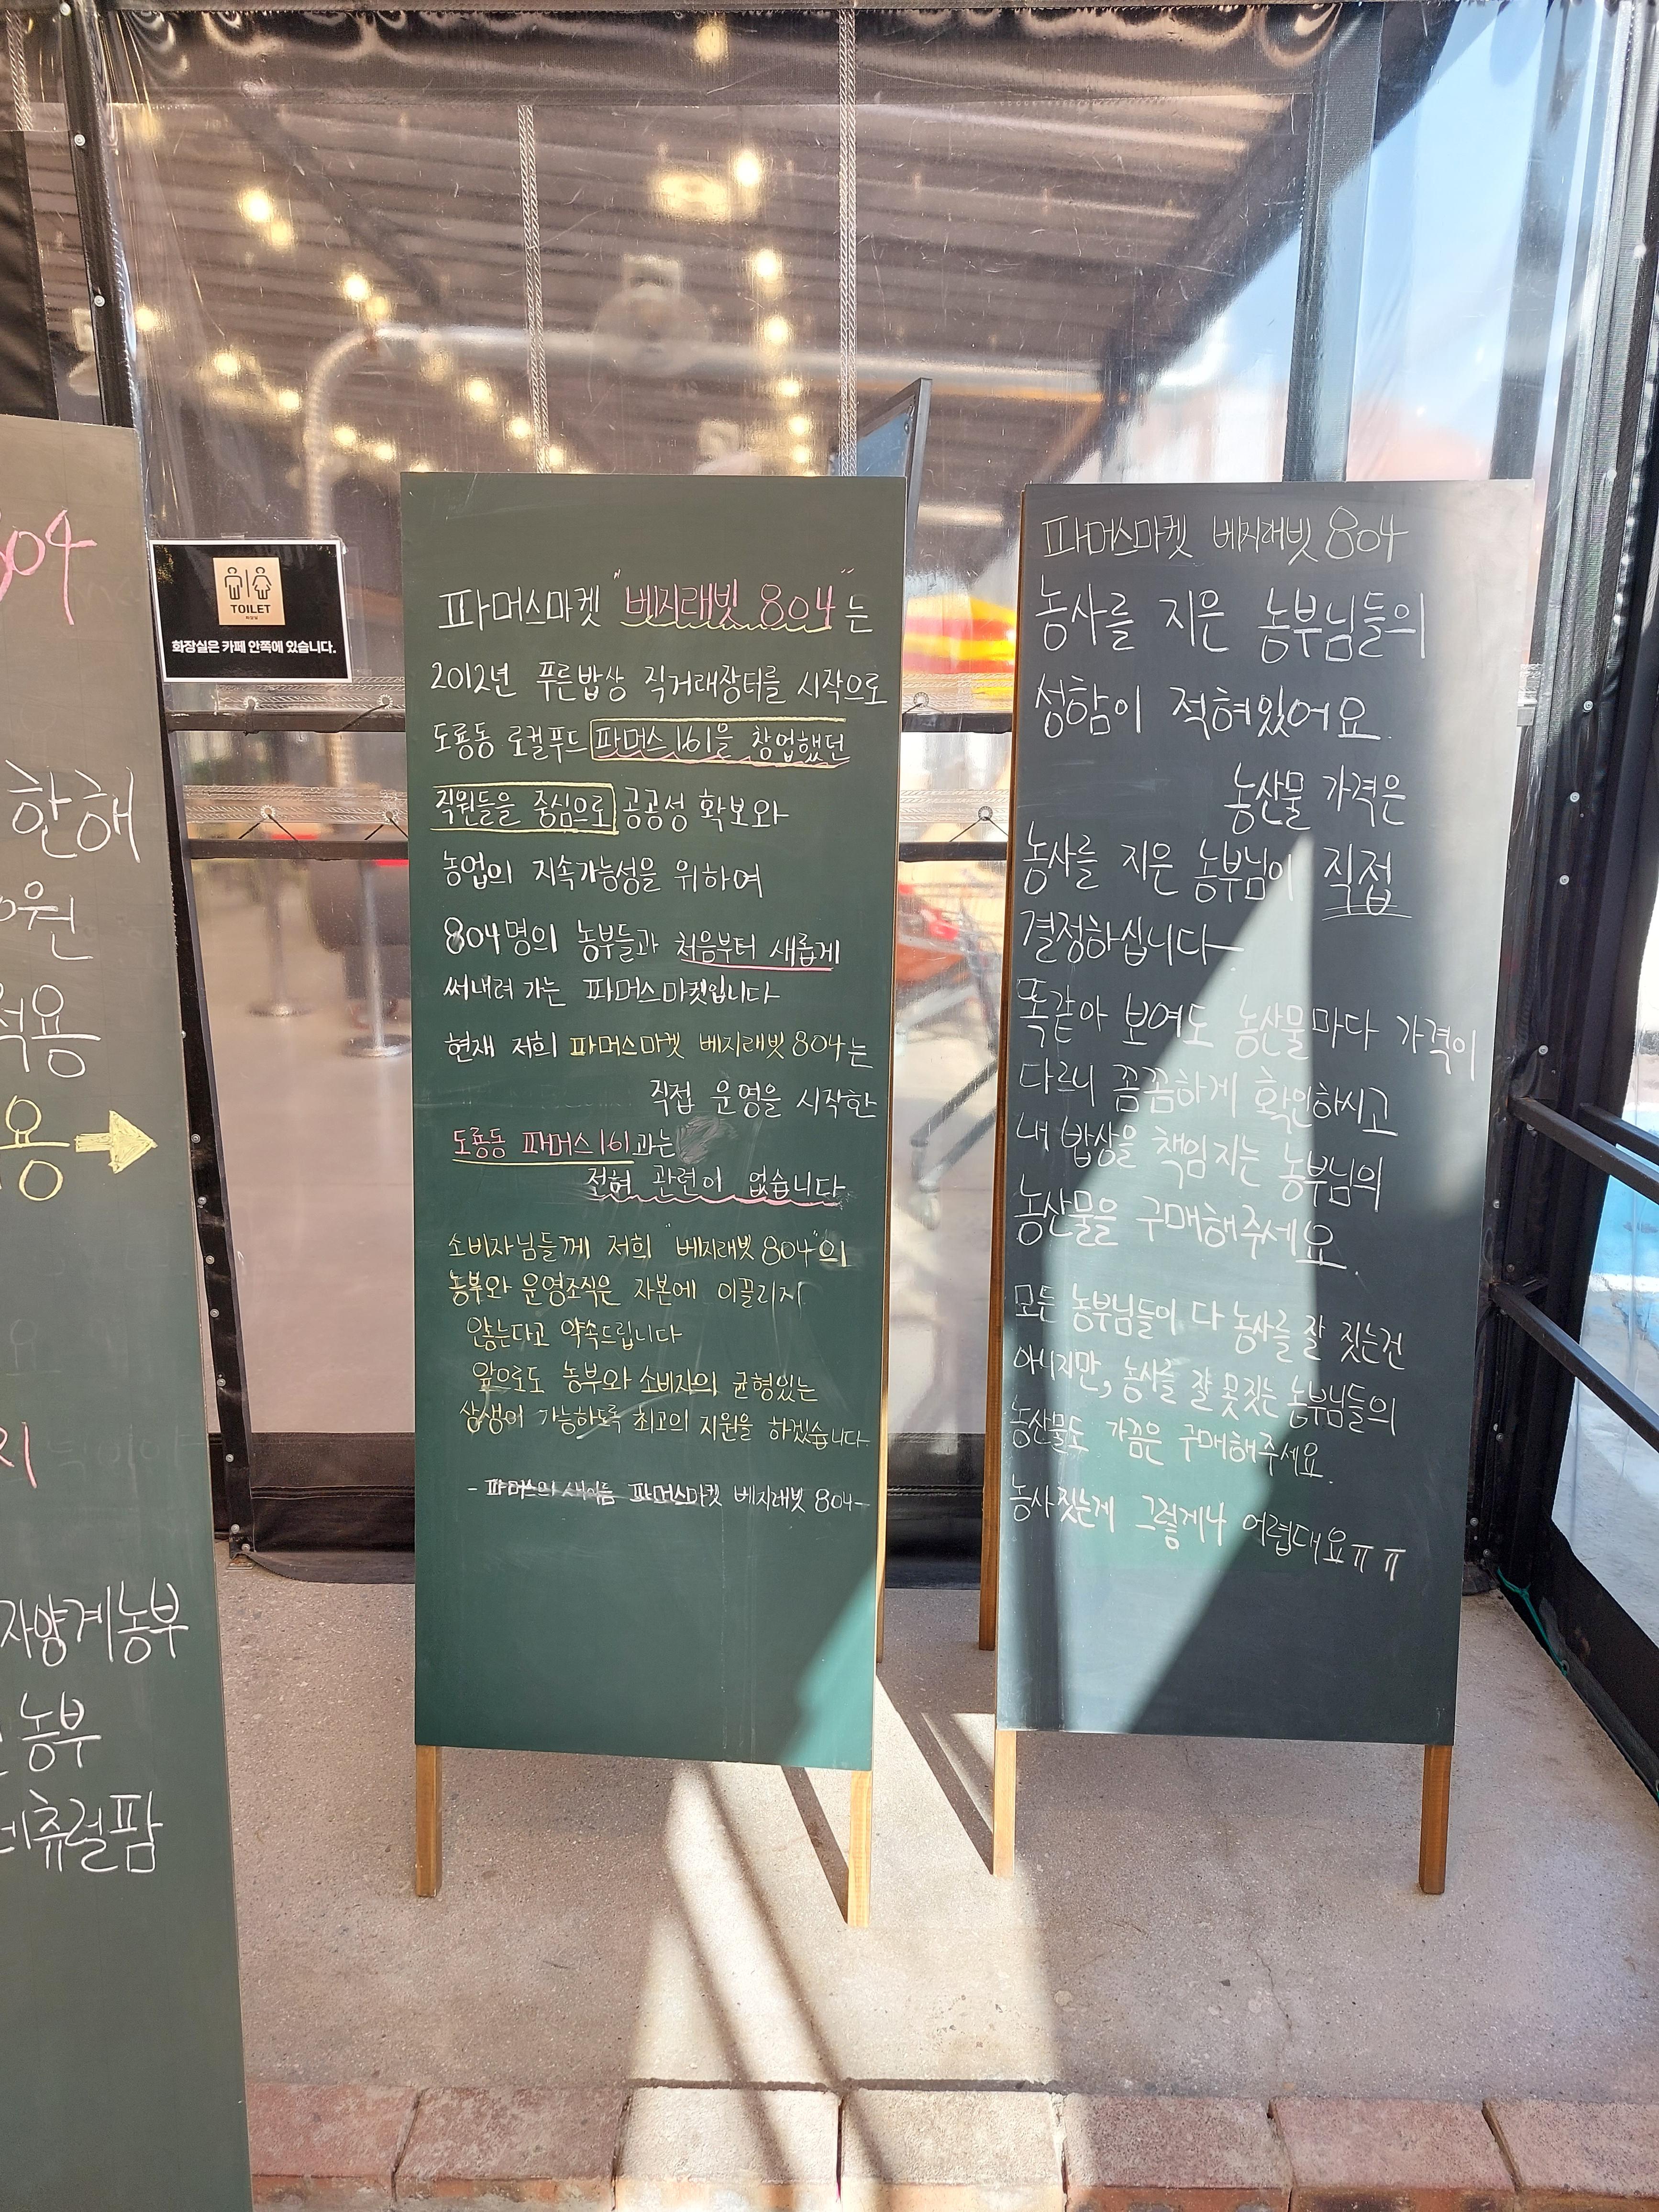 804
한해
0원
적용
용
지
자양계농부
농부
네츄럴팜
TOILET
화장실은 카페 안쪽에 있습니다.
파머스마켓 "베지래빗 804"는
2012년 푸른밥상 직거래장터를 시작으로
도룡동 로컬푸드 파머스161을 창업했던
직원들을 중심으로 공공성 확보와
농업의 지속가능성을 위하여
804명의 농부들과 처음부터 새롭게
써내려 가는 파머스마켓입니다
현재 저희 파머스마켓 베지래빗 804는
직접 운영을 시작한
도룡동 파머스161과는
전혀 관련이 없습니다
소비자님들께 저희 "베지래빗 804"의
농부와 운영조직은 자본에 이끌리지
않는다고 약속드립니다
앞으로도 농부와 소비자의 균형있는
상생이 가능하도록 최고의 지원을 하겠습니다
- 파머스의 새이름 파머스마켓 베지래빗 804-
파머스마켓 베지래빗 804
농사를 지은 농부님들의
성함이 적혀있어요.
농산물 가격은
농사를 지은 농부님이 직접
결정하십니다~
똑같아 보여도 농산물마다 가격이
다르니 꼼꼼하게 확인하시고
내 밥상을 책임지는 농부님의
농산물을 구매해주세요.
모든 농부님들이 다 농사를 잘 짓는건
아니지만, 농사를 잘 못짓는 농부님들의
농산물도 가끔은 구매해주세요.
농사짓는게 그렇게나 어렵대요ㅠㅠ